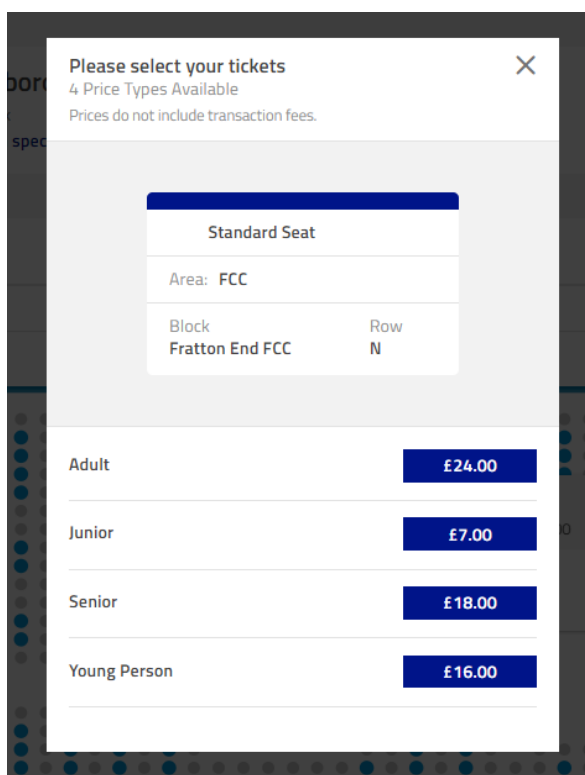 Please select your tickets
4 Price Types Available
Prices do not include transaction fees.
spec
Standard Seat
Area: FCC
Block Row
Fratton End FCC N
Adult £24.00
Junior £7.00
Senior £18.00
Young Person £16.00